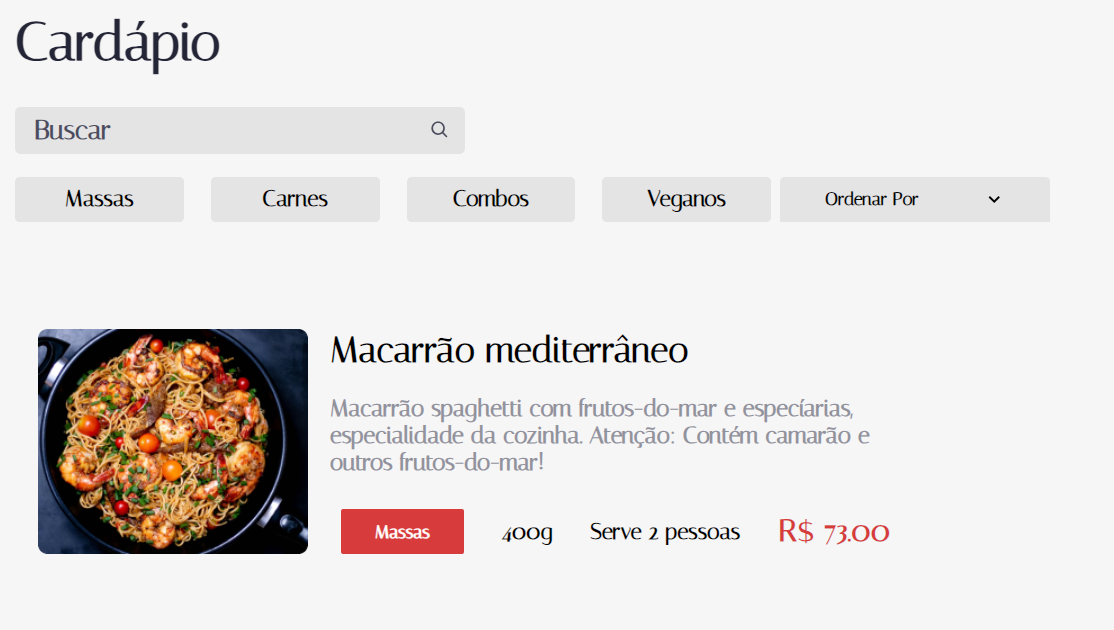 Cardápio
Buscar
Massas Carnes Combos Veganos Ordenar Por
Macarrão mediterrâneo
Macarrão spaghetti com frutos-do-mar e especíarias,
especialidade da cozinha. Atenção: Contém camarão e
outros frutos-do-mar!
Massas 400g Serve 2 pessoas R$ 73.00